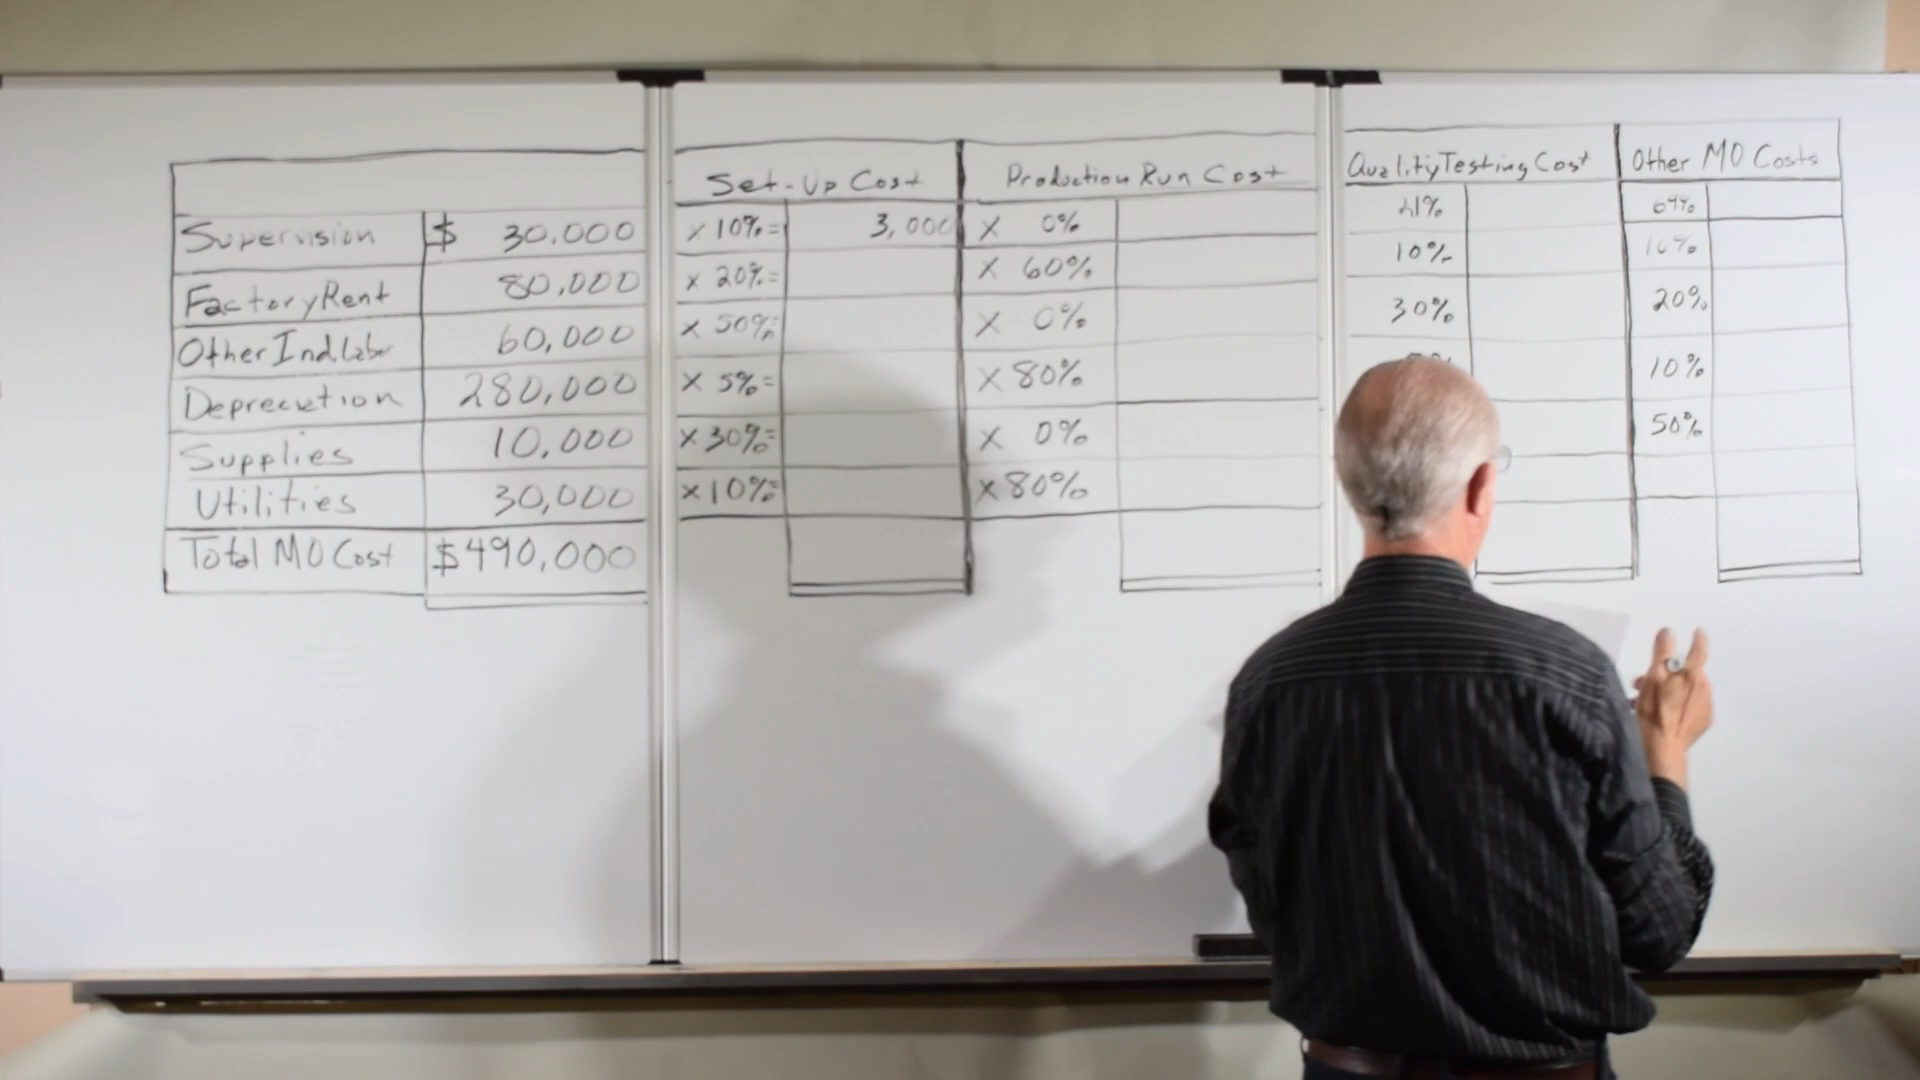 Set-Up Cost Production Run Cost Quality Testing Cost Other MO Costs
Supervision $ 30,000 x 10%= 3,000 X 0%
Factory Rent 80,000 x 20%= X 60% 10% 10%
Other Ind. Labor 60,000 x 50%= X 0% 30% 20%
Depreciation 280,000 X 5%= X 80% 10%
Supplies 10,000 X 30%= X 0% 50%
Utilities 30,000 X 10%= X 80%
Total MO Cost $490,000